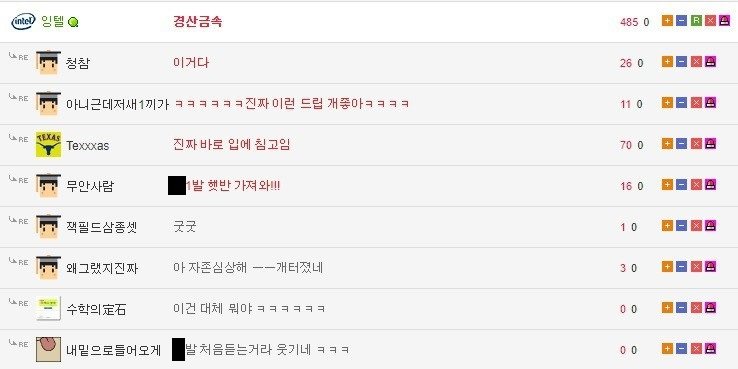 intel 잉텔 경산금속 485 0 + - R ×
RE 청참 이거다 26 0 + - ×
RE 아니근데저새1끼가 ㅋㅋㅋㅋㅋㅋ진짜 이런 드립 개좋아ㅋㅋㅋㅋ 11 0 + - ×
RE TEXAS Texxxas 진짜 바로 입에 침고임 70 0 + - ×
RE 무안사람 1발 햇반 가져와!!! 16 0 + - ×
RE 잭필드삼종셋 굿굿 1 0 + - ×
RE 왜그랬지진짜 아 자존심상해 ㅡㅡ개터졌네 3 0 + - ×
RE 수학의定石 이건 대체 뭐야 ㅋㅋㅋㅋㅋㅋ 0 0 + - ×
RE 내밑으로들어오게 발 처음듣는거라 웃기네 ㅋㅋㅋ 0 0 + - ×